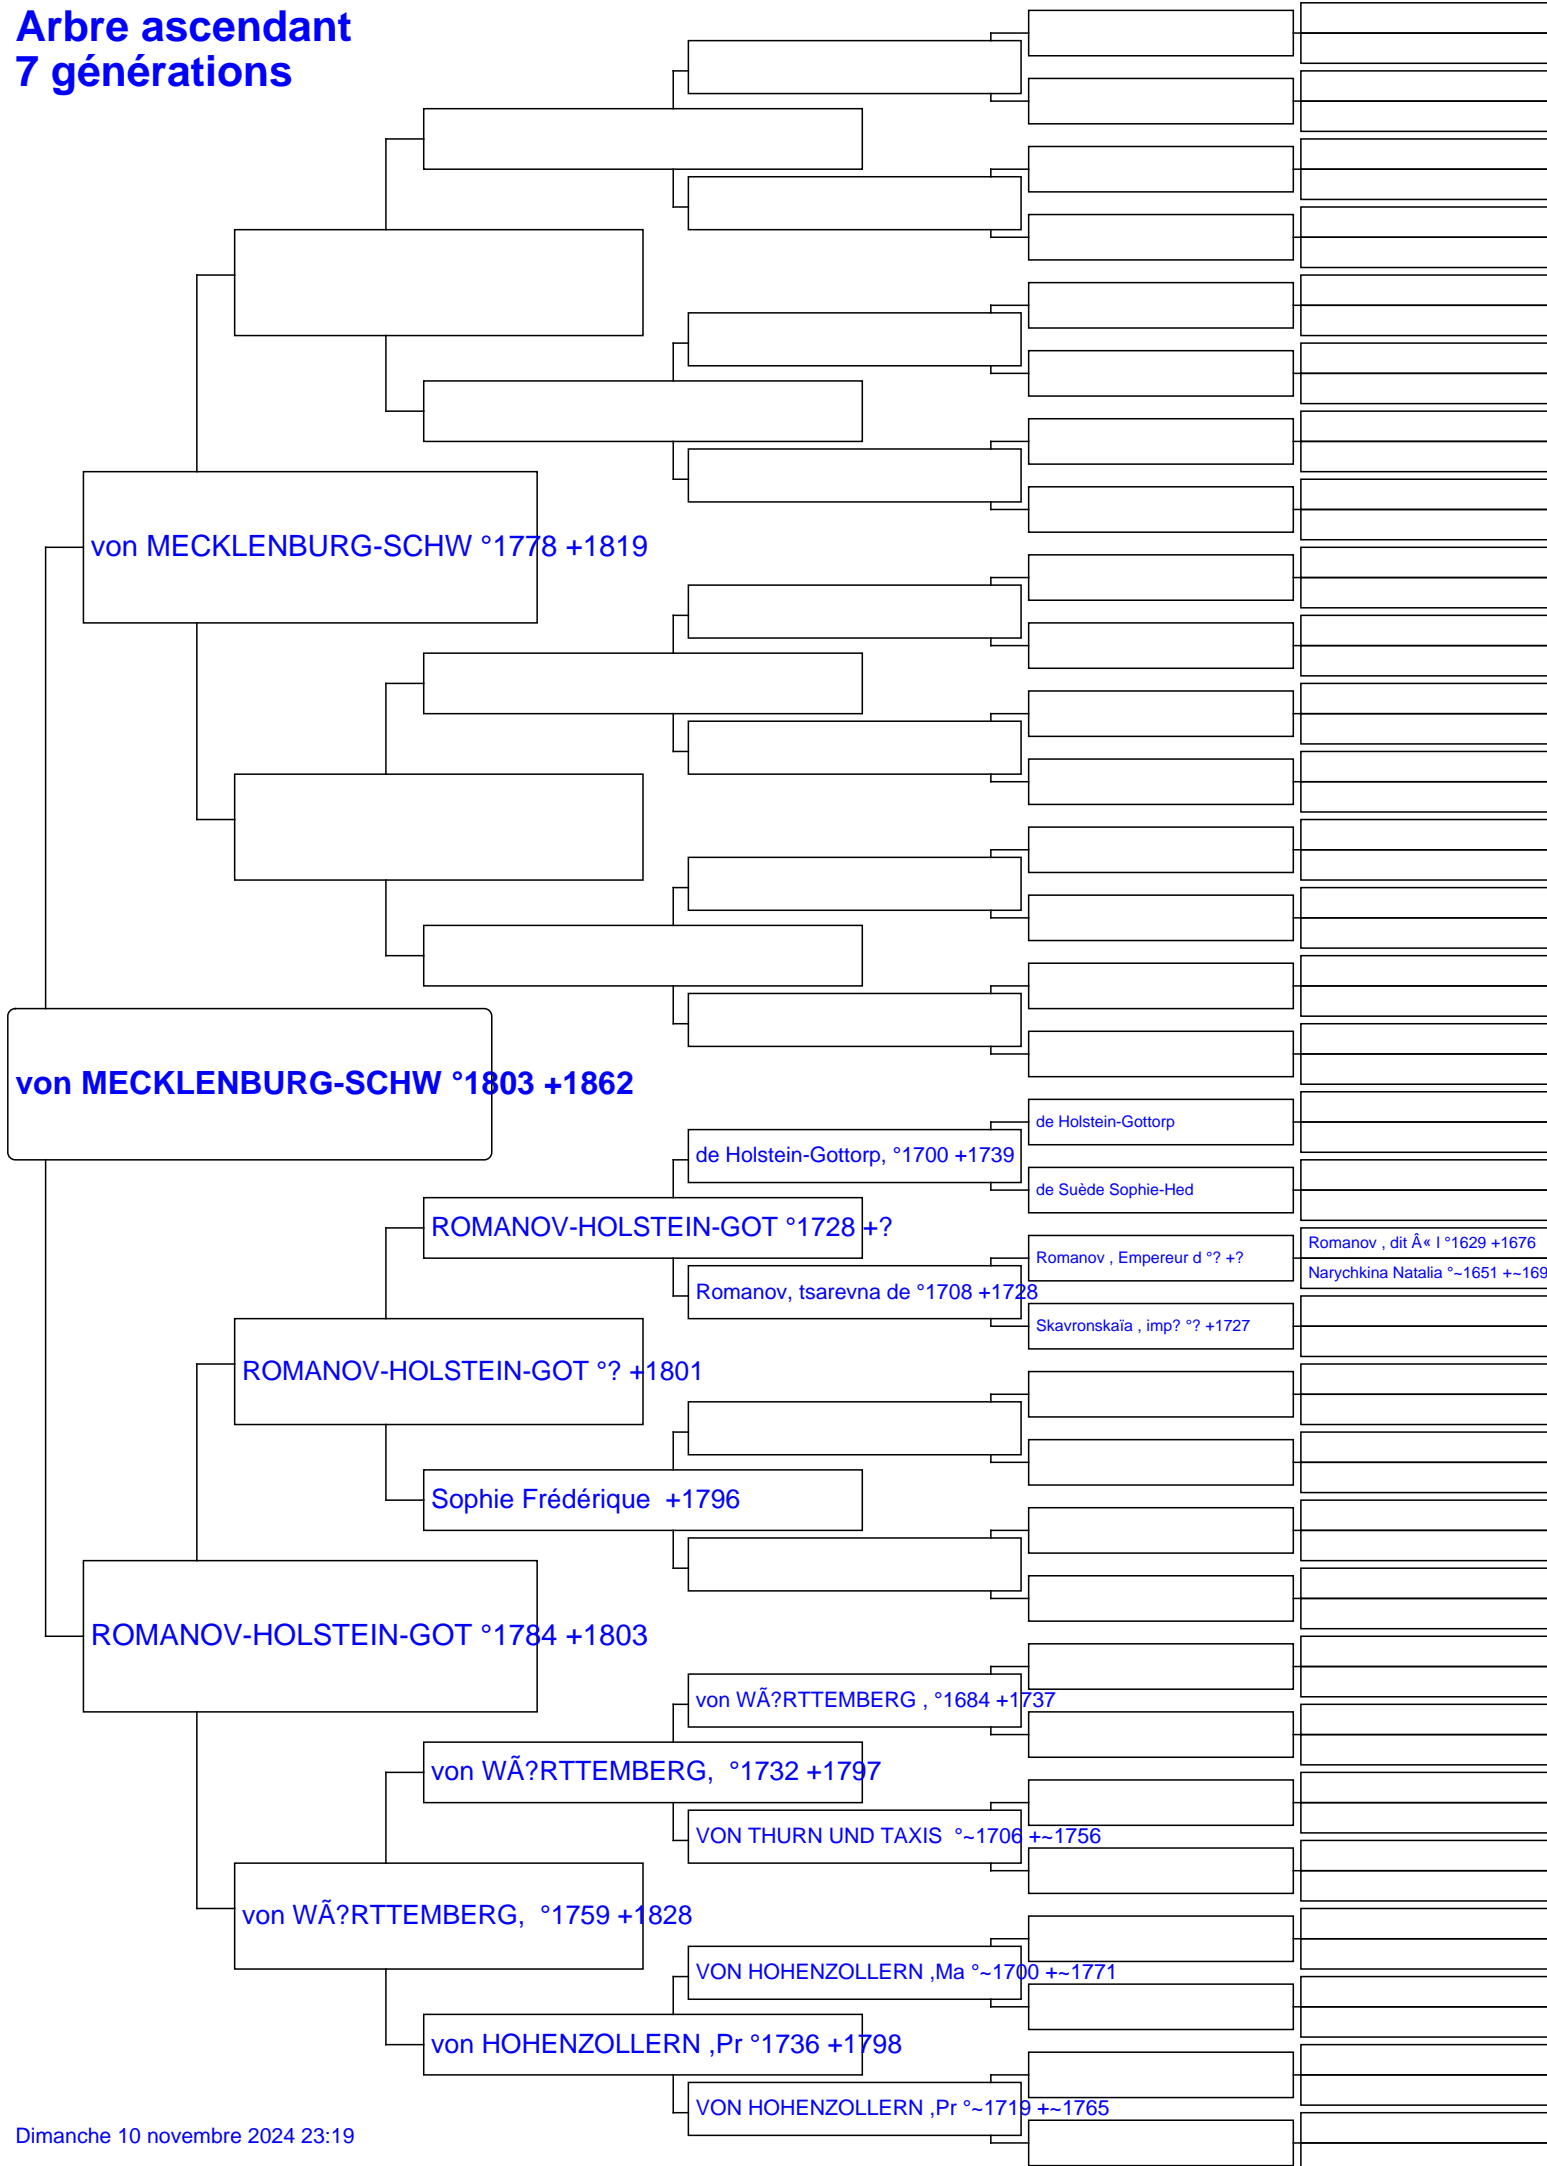 Arbre ascendant
7 générations
von MECKLENBURG-SCHW °1778 +1819
von MECKLENBURG-SCHW °1803 +1862
de Holstein-Gottorp
de Holstein-Gottorp, °1700 +1739
de Suède Sophie-Hed
ROMANOV-HOLSTEIN-GOT °1728 +?
Romanov , dit Â« l °1629 +1676
Romanov , Empereur d °? +?
Narychkina Natalia °~1651 +~169
Romanov, tsarevna de °1708 +1728
Skavronskaïa , imp? °? +1727
ROMANOV-HOLSTEIN-GOT °? +1801
Sophie Frédérique  +1796
ROMANOV-HOLSTEIN-GOT °1784 +1803
von WÃ?RTTEMBERG , °1684 +1737
von WÃ?RTTEMBERG,  °1732 +1797
VON THURN UND TAXIS  °~1706 +~1756
von WÃ?RTTEMBERG,  °1759 +1828
VON HOHENZOLLERN ,Ma °~1700 +~1771
von HOHENZOLLERN ,Pr °1736 +1798
VON HOHENZOLLERN ,Pr °~1719 +~1765
Dimanche 10 novembre 2024 23:19